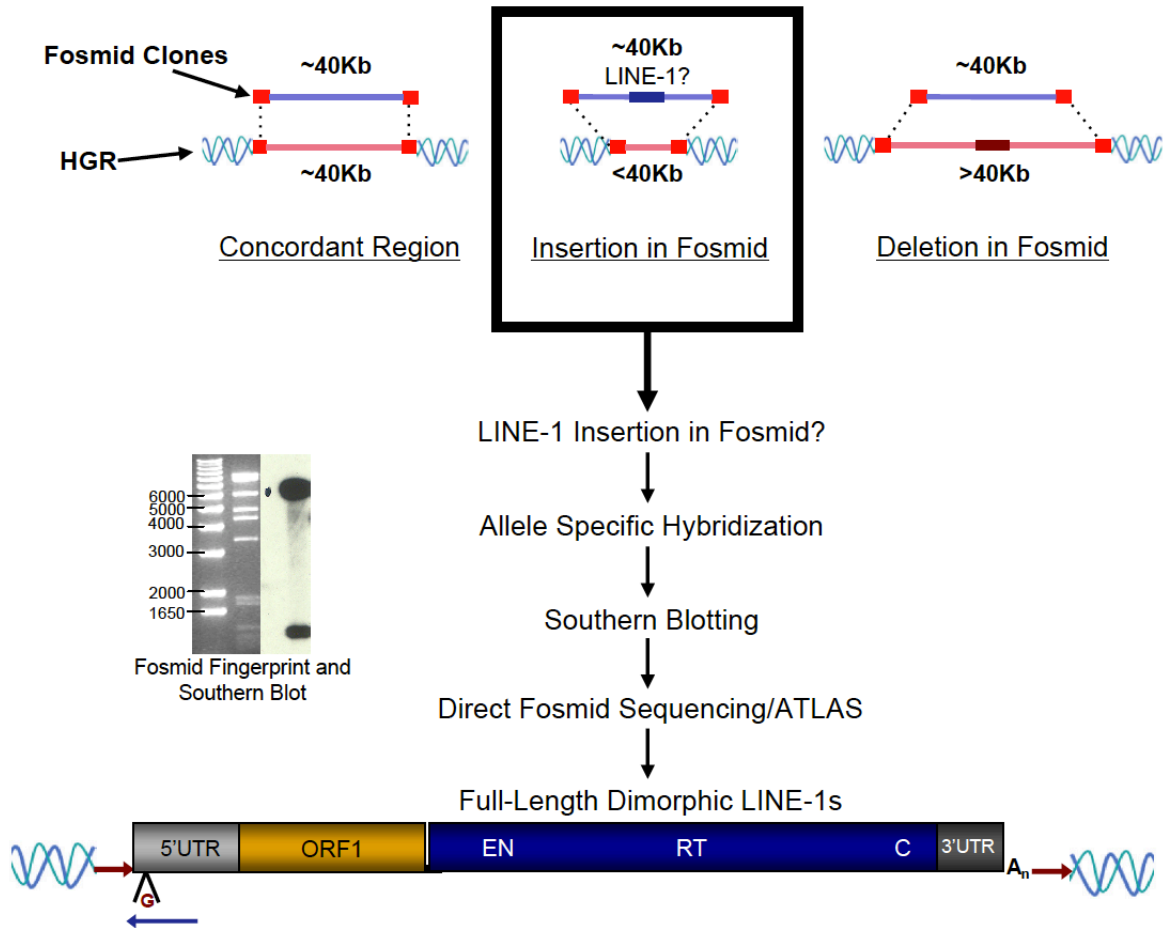 Fosmid Clones
~40Kb
HGR
~40Kb
Concordant Region
~40Kb
LINE-1?
<40Kb
Insertion in Fosmid
~40Kb
>40Kb
Deletion in Fosmid
LINE-1 Insertion in Fosmid?
Allele Specific Hybridization
Southern Blotting
Direct Fosmid Sequencing/ATLAS
6000
5000
4000
3000
2000
1650
Fosmid Fingerprint and
Southern Blot
Full-Length Dimorphic LINE-1s
5'UTR ORF1 EN RT C 3'UTR
An
G